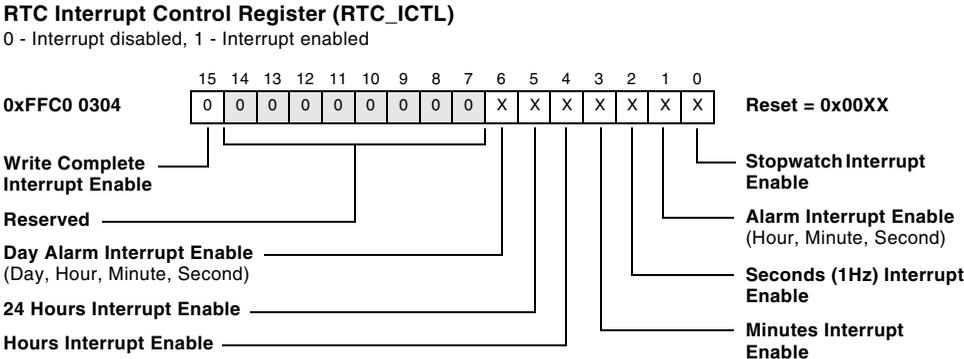 RTC Interrupt Control Register (RTC_ICTL)
0 - Interrupt disabled, 1 - Interrupt enabled
15 14 13 12 11 10 9 8 7 6 5 4 3 2 1 0
0xFFC0 0304
0 0 0 0 0 0 0 0 0 X X X X X X X
Reset = 0x00XX
Write Complete
Interrupt Enable
Reserved
Day Alarm Interrupt Enable
(Day, Hour, Minute, Second)
24 Hours Interrupt Enable
Hours Interrupt Enable
Stopwatch Interrupt
Enable
Alarm Interrupt Enable
(Hour, Minute, Second)
Seconds (1Hz) Interrupt
Enable
Minutes Interrupt
Enable